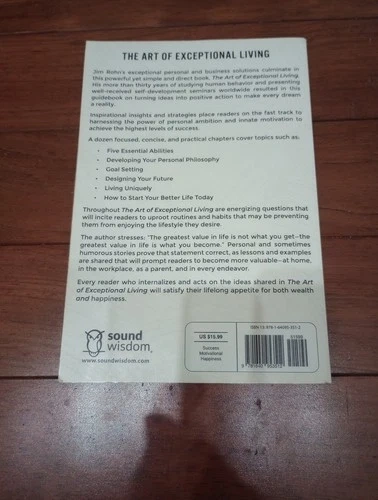 THE ART OF EXCEPTIONAL LIVING
Jim Rohn's exceptional personal and business solutions culminate in
this powerful yet simple and direct book, The Art of Exceptional Living.
His more than thirty years of studying human behavior and presenting
well-received self-development seminars worldwide resulted in this
guidebook on turning ideas into positive action to make every dream
a reality.
Inspirational insights and strategies place readers on the fast track to
harnessing the power of personal ambition and innate motivation to
achieve the highest levels of success.
A dozen focused, concise, and practical chapters cover topics such as:
• Five Essential Abilities
• Developing Your Personal Philosophy
• Goal Setting
• Designing Your Future
• Living Uniquely
• How to Start Your Better Life Today
Throughout The Art of Exceptional Living are energizing questions that
will incite readers to uproot routines and habits that may be preventing
them from enjoying the lifestyle they desire.
The author stresses: "The greatest value in life is not what you get—the
greatest value in life is what you become." Personal and sometimes
humorous stories prove that statement correct, as lessons and examples
are shared that will prompt readers to become more valuable—at home,
in the workplace, as a parent, and in every endeavor.
Every reader who internalizes and acts on the ideas shared in The Art
of Exceptional Living will satisfy their lifelong appetite for both wealth
and happiness.
sound
wisdom
www.soundwisdom.com
US $15.99
Success
Motivational
Happiness